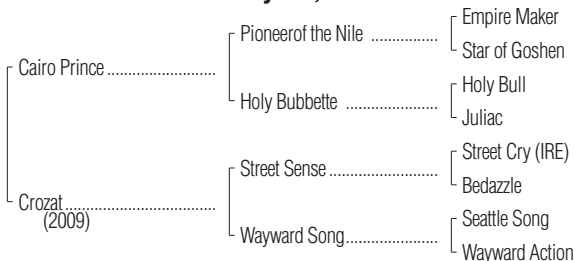 Empire Maker
Pioneerof the Nile ................
Star of Goshen
Cairo Prince ..........................
Holy Bull
Holy Bubbette ......................
Juliac
Street Cry (IRE)
Street Sense ..........................
Bedazzle
Crozat....................................
(2009)
Seattle Song
Wayward Song......................
Wayward Action